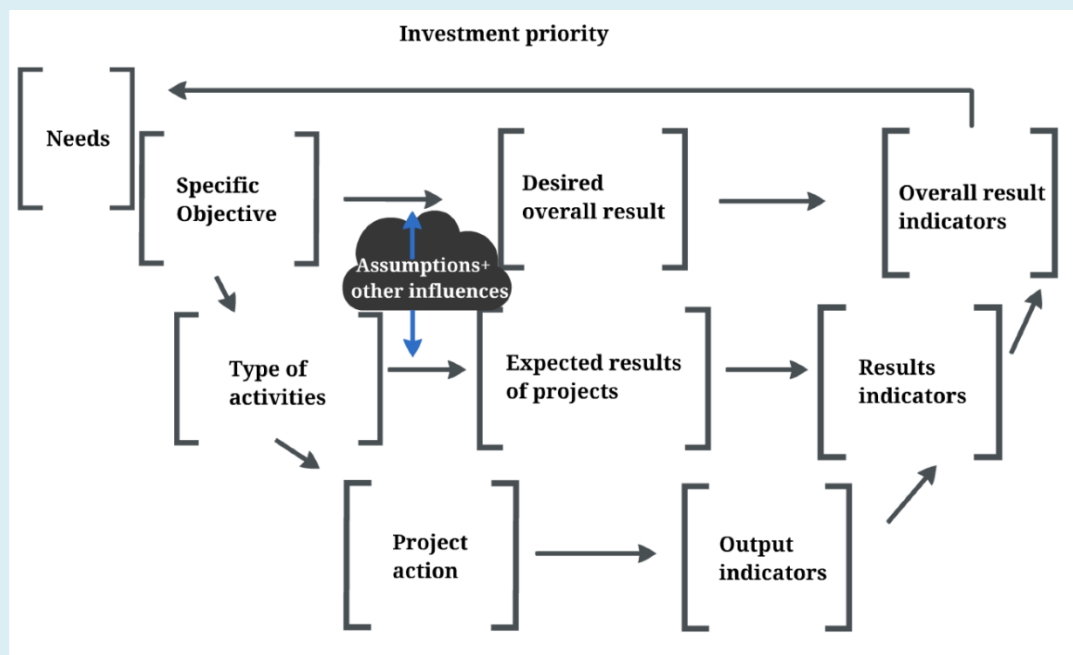 Investment priority
Needs
Specific
Objective
Desired
overall result
Overall result
indicators
Assumptions+
other influences
Type of
activities
Expected results
of projects
Results
indicators
Project
action
Output
indicators